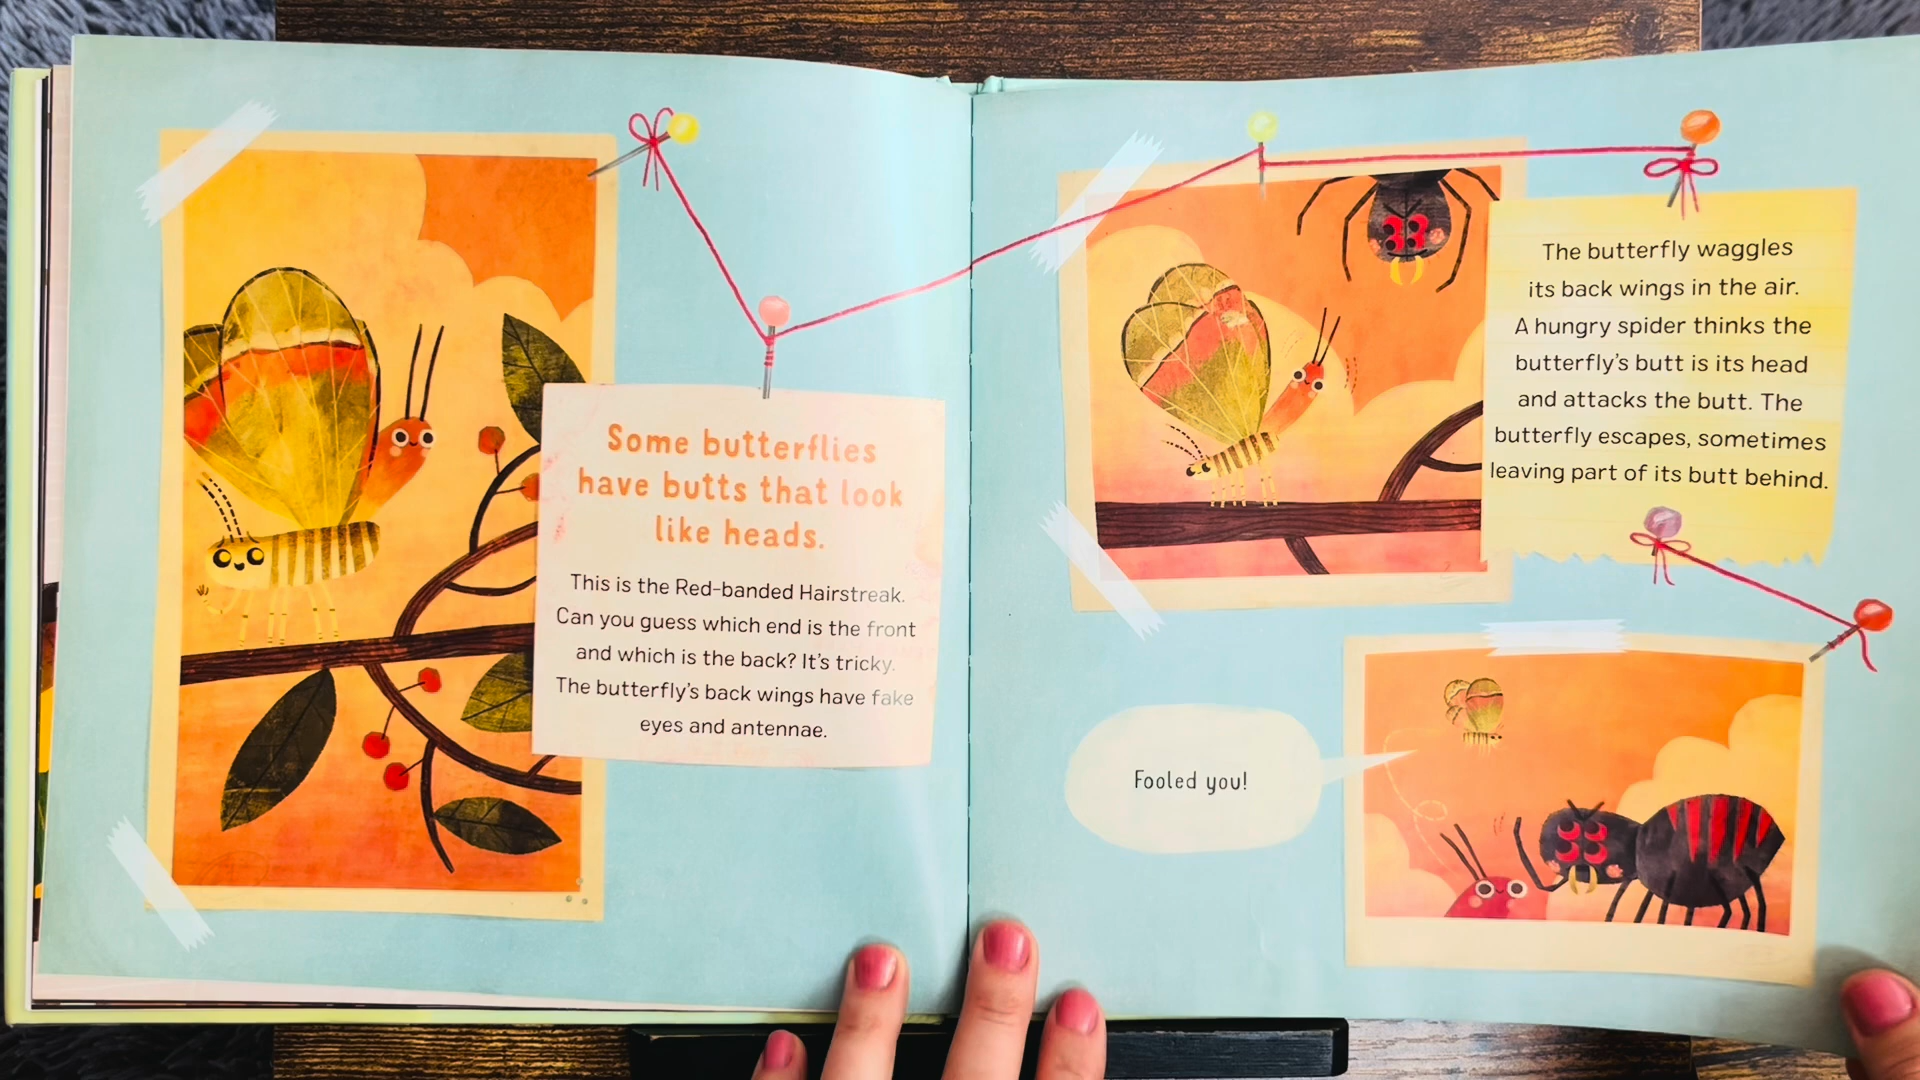 Some butterflies
have butts that look
like heads.
This is the Red-banded Hairstreak.
Can you guess which end is the front
and which is the back? It's tricky.
The butterfly's back wings have fake
eyes and antennae.
The butterfly waggles
its back wings in the air.
A hungry spider thinks the
butterfly's butt is its head
and attacks the butt. The
butterfly escapes, sometimes
leaving part of its butt behind.
Fooled you!